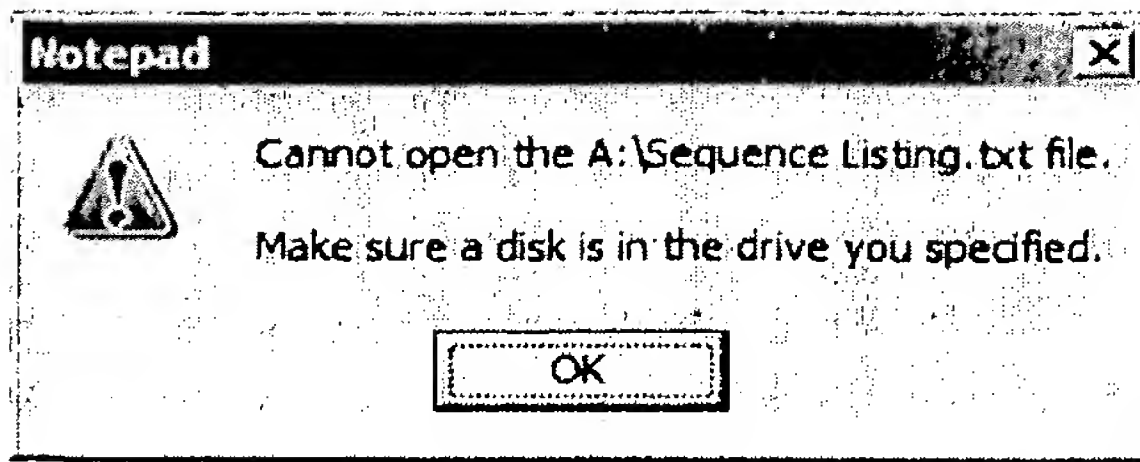 Notepad
Cannot open the A:\Sequence Listing.txt file.
Make sure a disk is in the drive you specified.
OK